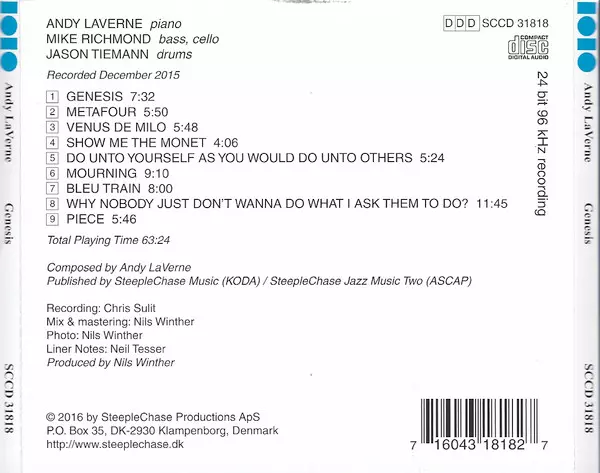 ANDY LAVERNE piano
MIKE RICHMOND bass, cello
JASON TIEMANN drums
Recorded December 2015
DDD SCCD 31818
COMPACT
disc
DIGITAL AUDIO
24 bit 96 kHz recording
1 GENESIS 7:32
2 METAFOUR 5:50
3 VENUS DE MILO 5:48
4 SHOW ME THE MONET 4:06
5 DO UNTO YOURSELF AS YOU WOULD DO UNTO OTHERS 5:24
6 MOURNING 9:10
7 BLEU TRAIN 8:00
8 WHY NOBODY JUST DON'T WANNA DO WHAT I ASK THEM TO DO? 11:45
9 PIECE 5:46
Total Playing Time 63:24
Composed by Andy LaVerne
Published by SteepleChase Music (KODA) / SteepleChase Jazz Music Two (ASCAP)
Recording: Chris Sulit
Mix & mastering: Nils Winther
Photo: Nils Winther
Liner Notes: Neil Tesser
Produced by Nils Winther
© 2016 by SteepleChase Productions ApS
P.O. Box 35, DK-2930 Klampenborg, Denmark
http://www.steeplechase.dk
7 16043 18182 7
Andy LaVerne Genesis SCCD 31818
Andy LaVerne Genesis SCCD 31818